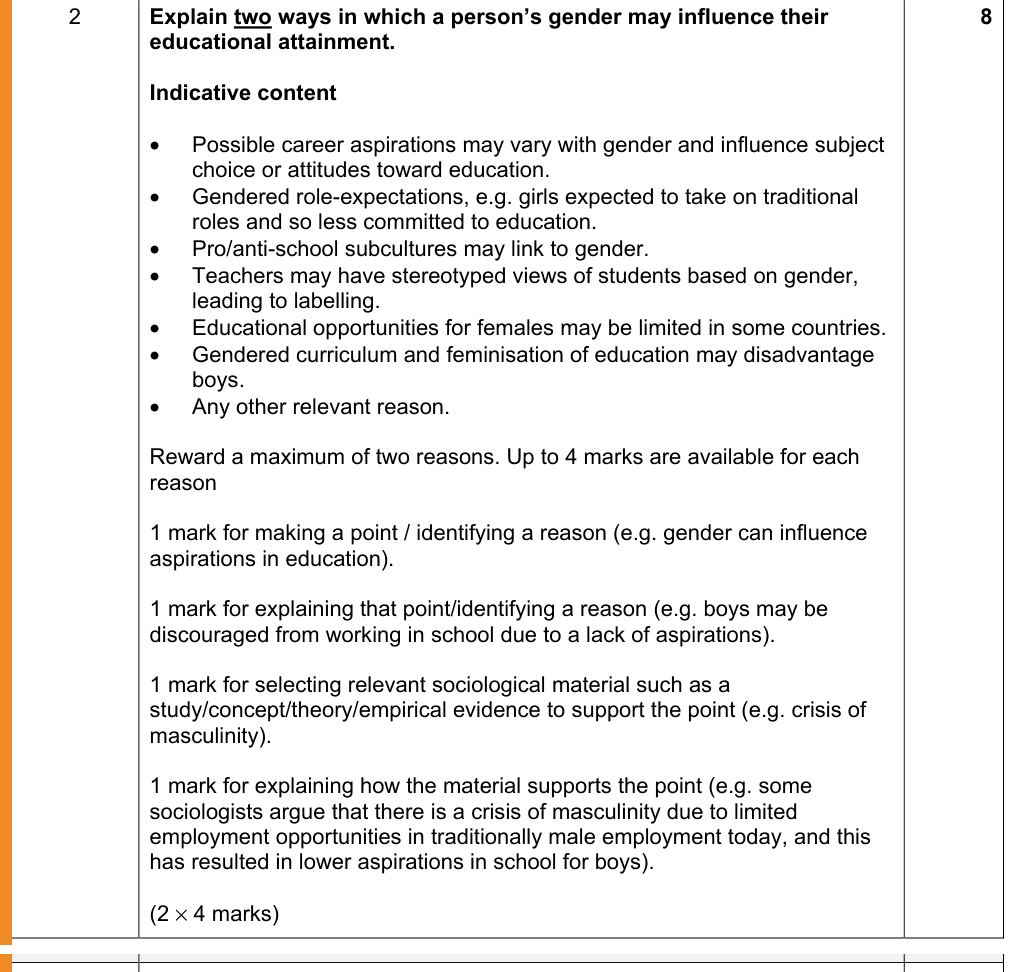 2 Explain two ways in which a person's gender may influence their 8
educational attainment.
Indicative content
• Possible career aspirations may vary with gender and influence subject
choice or attitudes toward education.
• Gendered role-expectations, e.g. girls expected to take on traditional
roles and so less committed to education.
• Pro/anti-school subcultures may link to gender.
• Teachers may have stereotyped views of students based on gender,
leading to labelling.
• Educational opportunities for females may be limited in some countries.
• Gendered curriculum and feminisation of education may disadvantage
boys.
• Any other relevant reason.
Reward a maximum of two reasons. Up to 4 marks are available for each
reason
1 mark for making a point / identifying a reason (e.g. gender can influence
aspirations in education).
1 mark for explaining that point/identifying a reason (e.g. boys may be
discouraged from working in school due to a lack of aspirations).
1 mark for selecting relevant sociological material such as a
study/concept/theory/empirical evidence to support the point (e.g. crisis of
masculinity).
1 mark for explaining how the material supports the point (e.g. some
sociologists argue that there is a crisis of masculinity due to limited
employment opportunities in traditionally male employment today, and this
has resulted in lower aspirations in school for boys).
(2 × 4 marks)